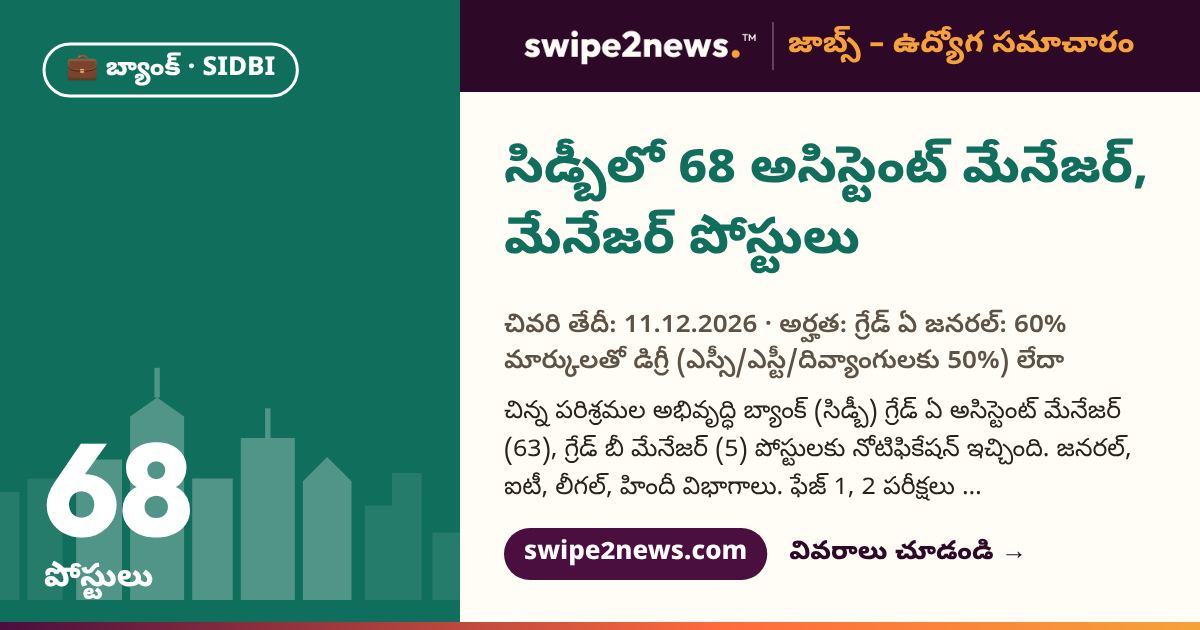 💼 బ్యాంక్ · SIDBI
swipe2news.™ జాబ్స్ – ఉద్యోగ సమాచారం
సిడ్బీలో 68 అసిస్టెంట్ మేనేజర్,
మేనేజర్ పోస్టులు
చివరి తేదీ: 11.12.2026 · అర్హత: గ్రేడ్ ఏ జనరల్: 60%
మార్కులతో డిగ్రీ (ఎస్సీ/ఎస్టీ/దివ్యాంగులకు 50%) లేదా
చిన్న పరిశ్రమల అభివృద్ధి బ్యాంక్ (సిడ్బీ) గ్రేడ్ ఏ అసిస్టెంట్ మేనేజర్
(63), గ్రేడ్ బీ మేనేజర్ (5) పోస్టులకు నోటిఫికేషన్ ఇచ్చింది. జనరల్,
ఐటీ, లీగల్, హిందీ విభాగాలు. ఫేజ్ 1, 2 పరీక్షలు ...
68
పోస్టులు
swipe2news.com వివరాలు చూడండి →